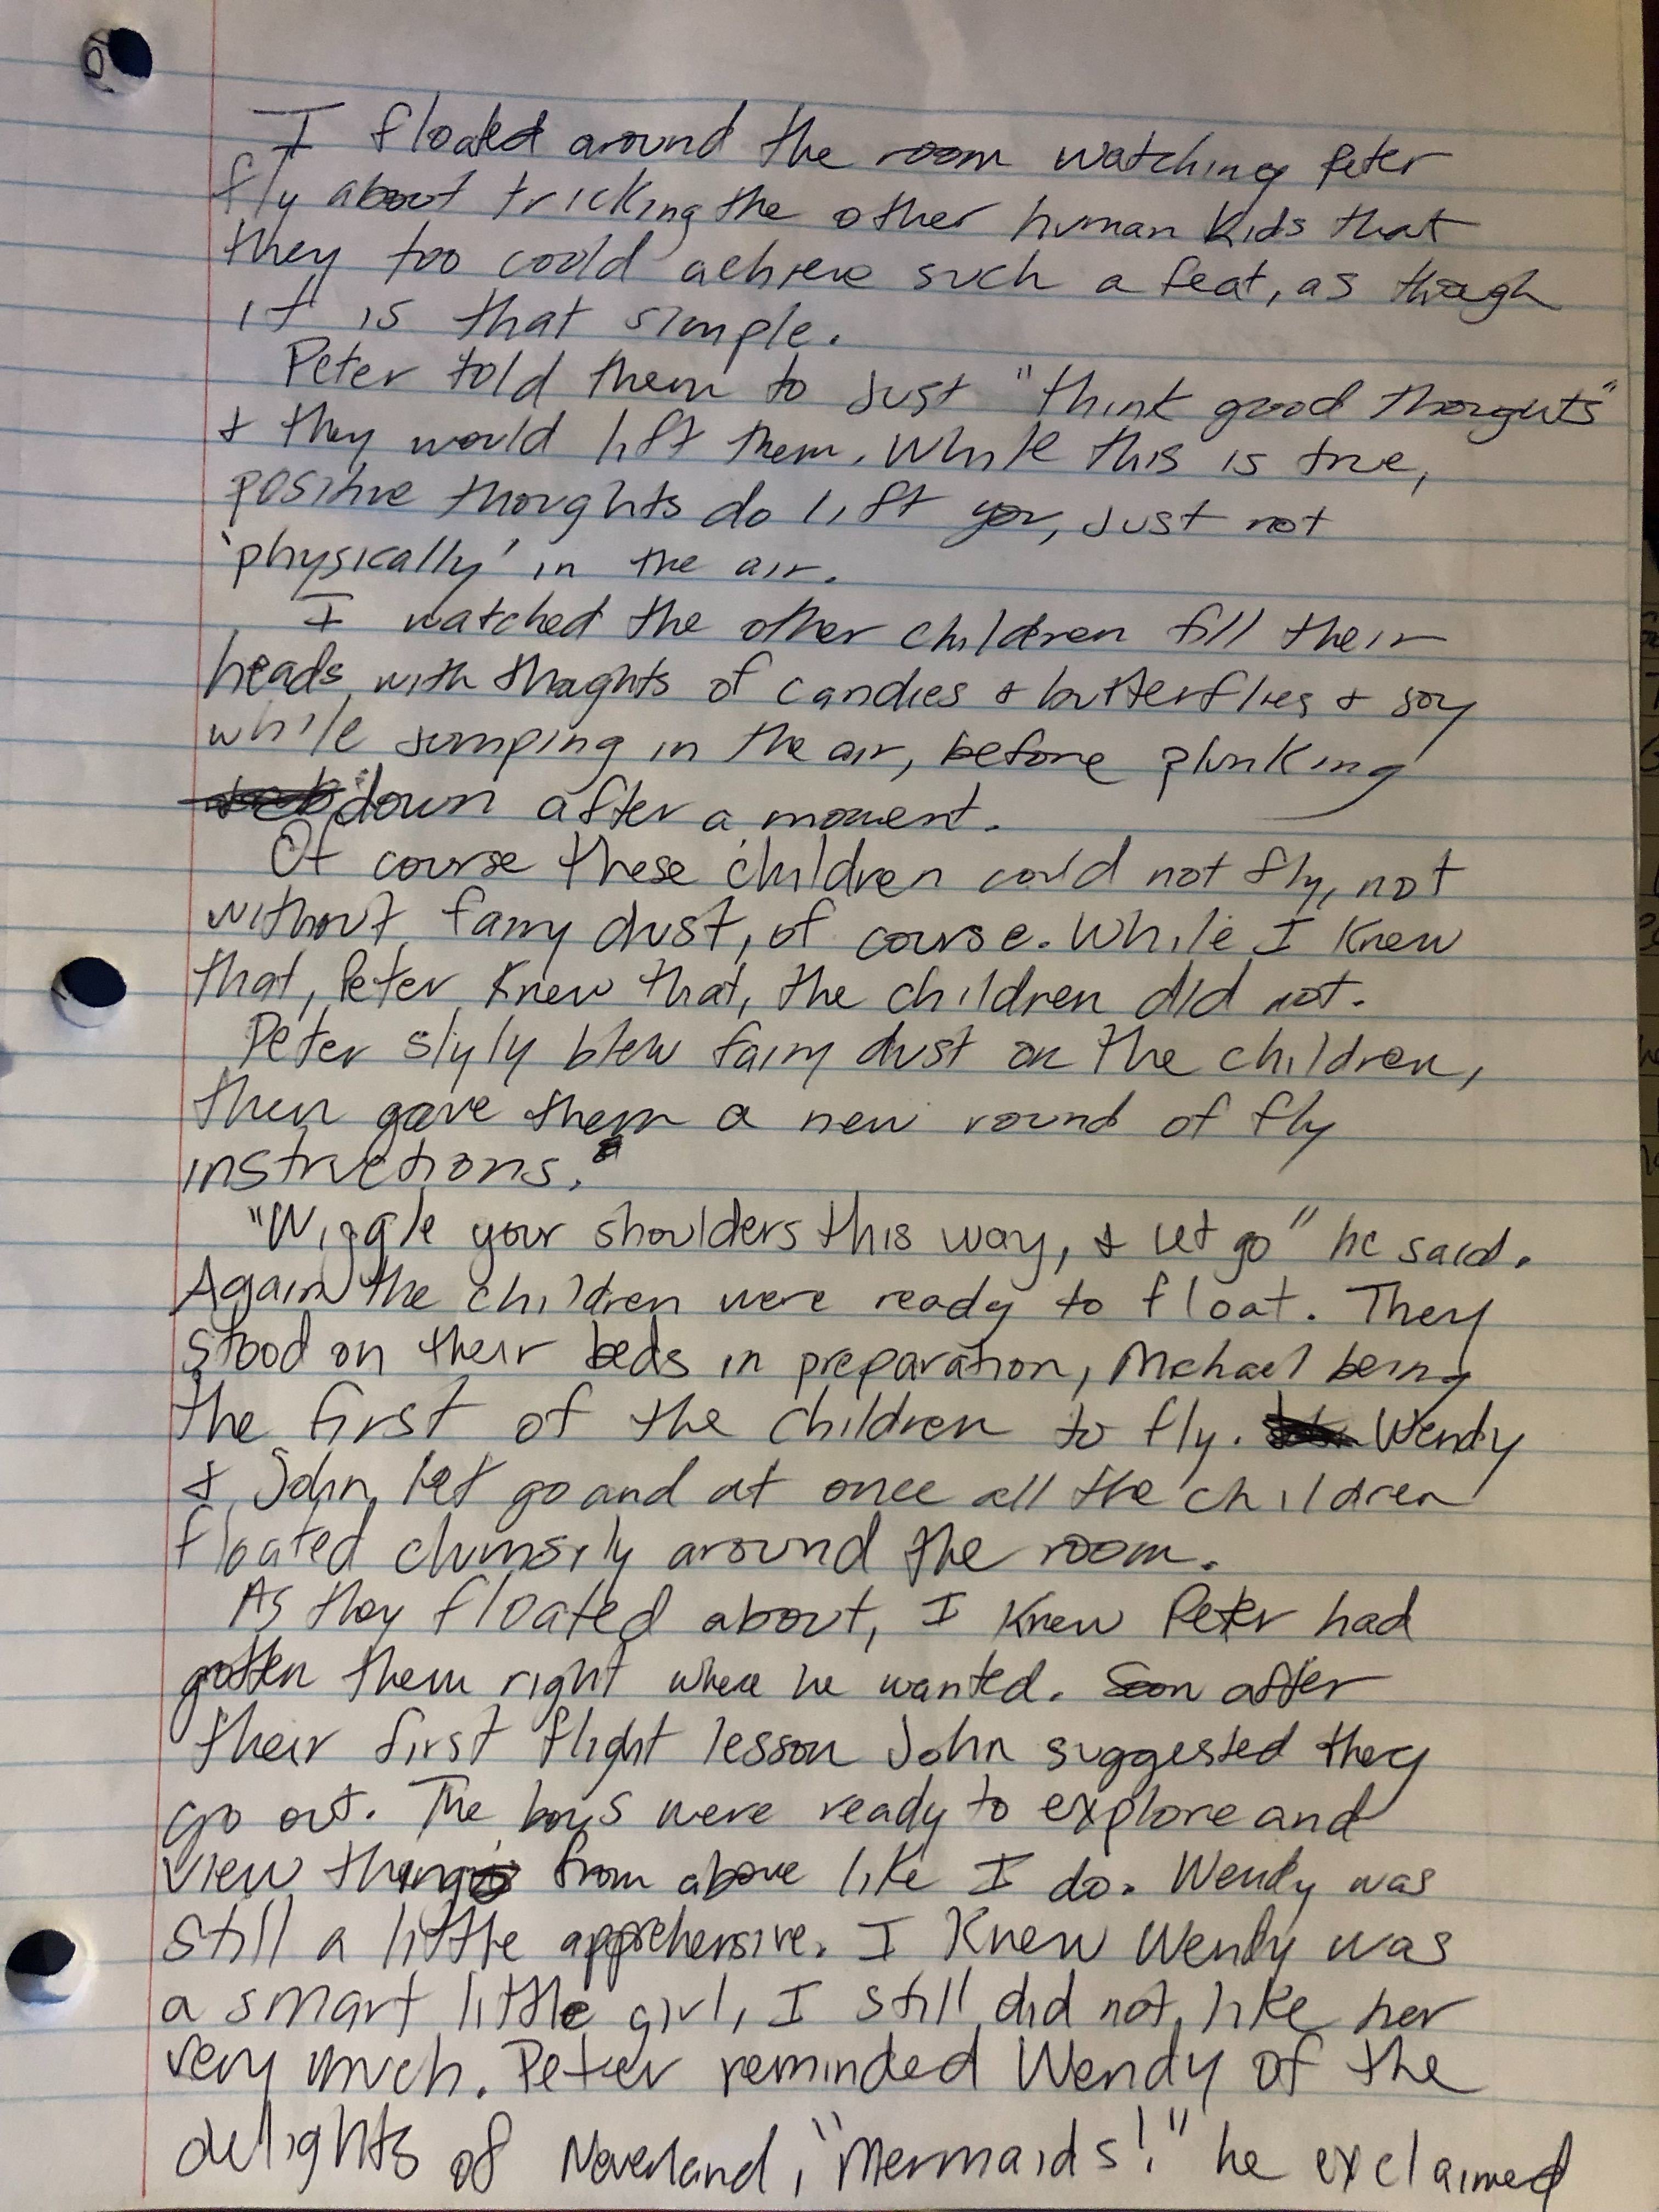 I floated around the room watching Peter
fly about tricking the other human kids that
they too could achieve such a feat, as though
it is that simple.
Peter told them to just "think good thoughts"
& they would lift them. While this is true,
positive thoughts do lift you, just not
'physically' in the air.
I watched the other children fill their
heads with thoughts of candies & butterflies & joy
while jumping in the air, before plunking
down after a moment.
Of course these children could not fly, not
without fairy dust, of course. While I knew
that, Peter knew that, the children did not.
Peter slyly blew fairy dust on the children,
then gave them a new round of fly
instructions.
"Wiggle your shoulders this way, & let go" he said.
Again the children were ready to float. They
stood on their beds in preparation, Michael being
the first of the children to fly. Wendy
& John let go and at once all the children
floated clumsily around the room.
As they floated about, I knew Peter had
gotten them right where he wanted. Soon after
their first flight lesson John suggested they
go out. The boys were ready to explore and
view things from above like I do. Wendy was
still a little apprehensive. I knew Wendy was
a smart little girl, I still did not like her
very much. Peter reminded Wendy of the
delights of Neverland, "Mermaids!" he exclaimed